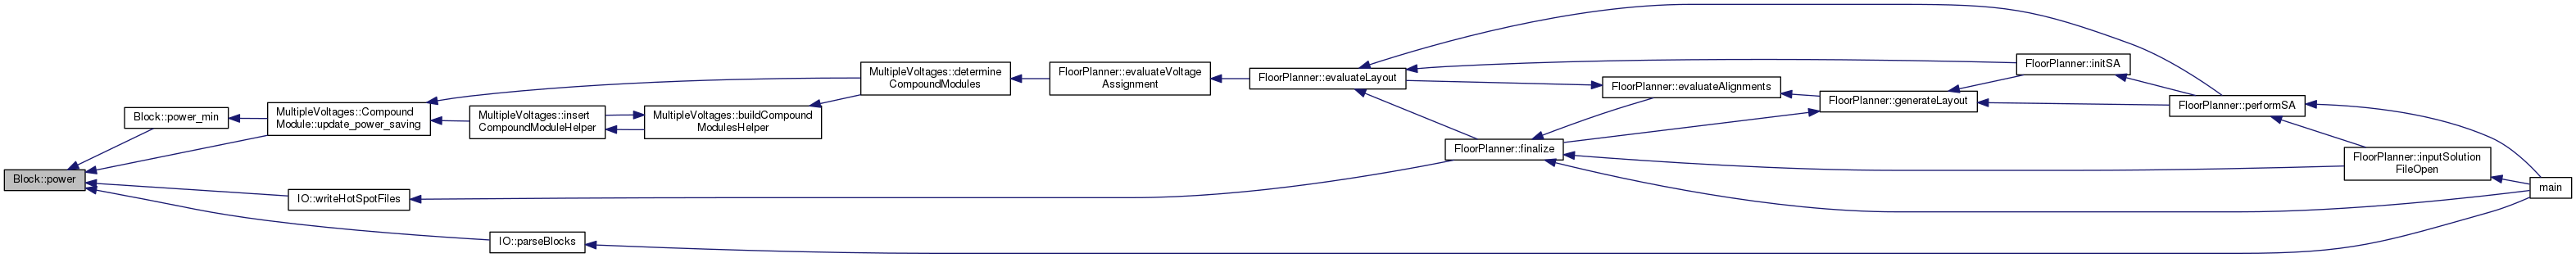 Block::power
Block::power_min
MultipleVoltages::Compound
Module::update_power_saving
IO::writeHotSpotFiles
IO::parseBlocks
MultipleVoltages::insert
CompoundModuleHelper
MultipleVoltages::buildCompound
ModulesHelper
MultipleVoltages::determine
CompoundModules
FloorPlanner::evaluateVoltage
Assignment
FloorPlanner::evaluateLayout
FloorPlanner::finalize
FloorPlanner::evaluateAlignments
FloorPlanner::generateLayout
FloorPlanner::initSA
FloorPlanner::performSA
FloorPlanner::inputSolution
FileOpen
main